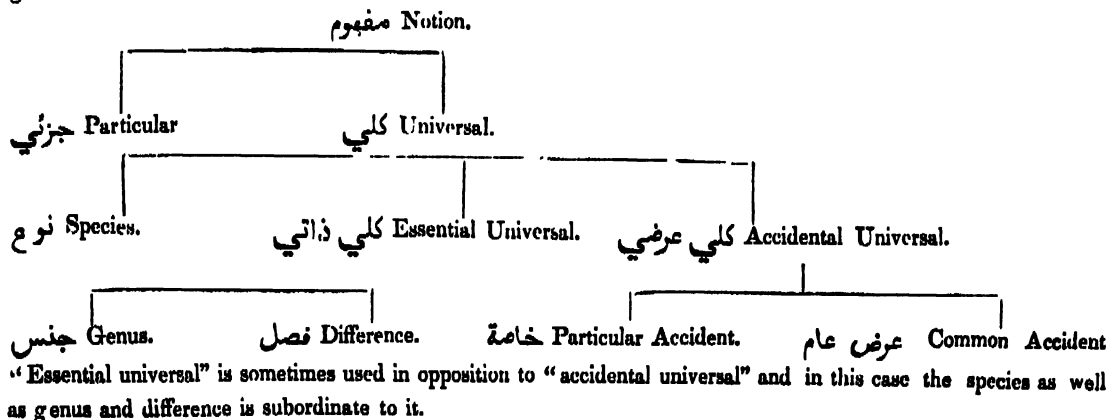 مفهوم Notion.
جزئي Particular كلي Universal.
نوع Species. كلي ذاتي Essential Universal. كلي عرضي Accidental Universal.
جنس Genus. فصل Difference. خاصة Particular Accident. عرض عام Common Accident
“Essential universal” is sometimes used in opposition to “accidental universal” and in this case the species as well
as genus and difference is subordinate to it.